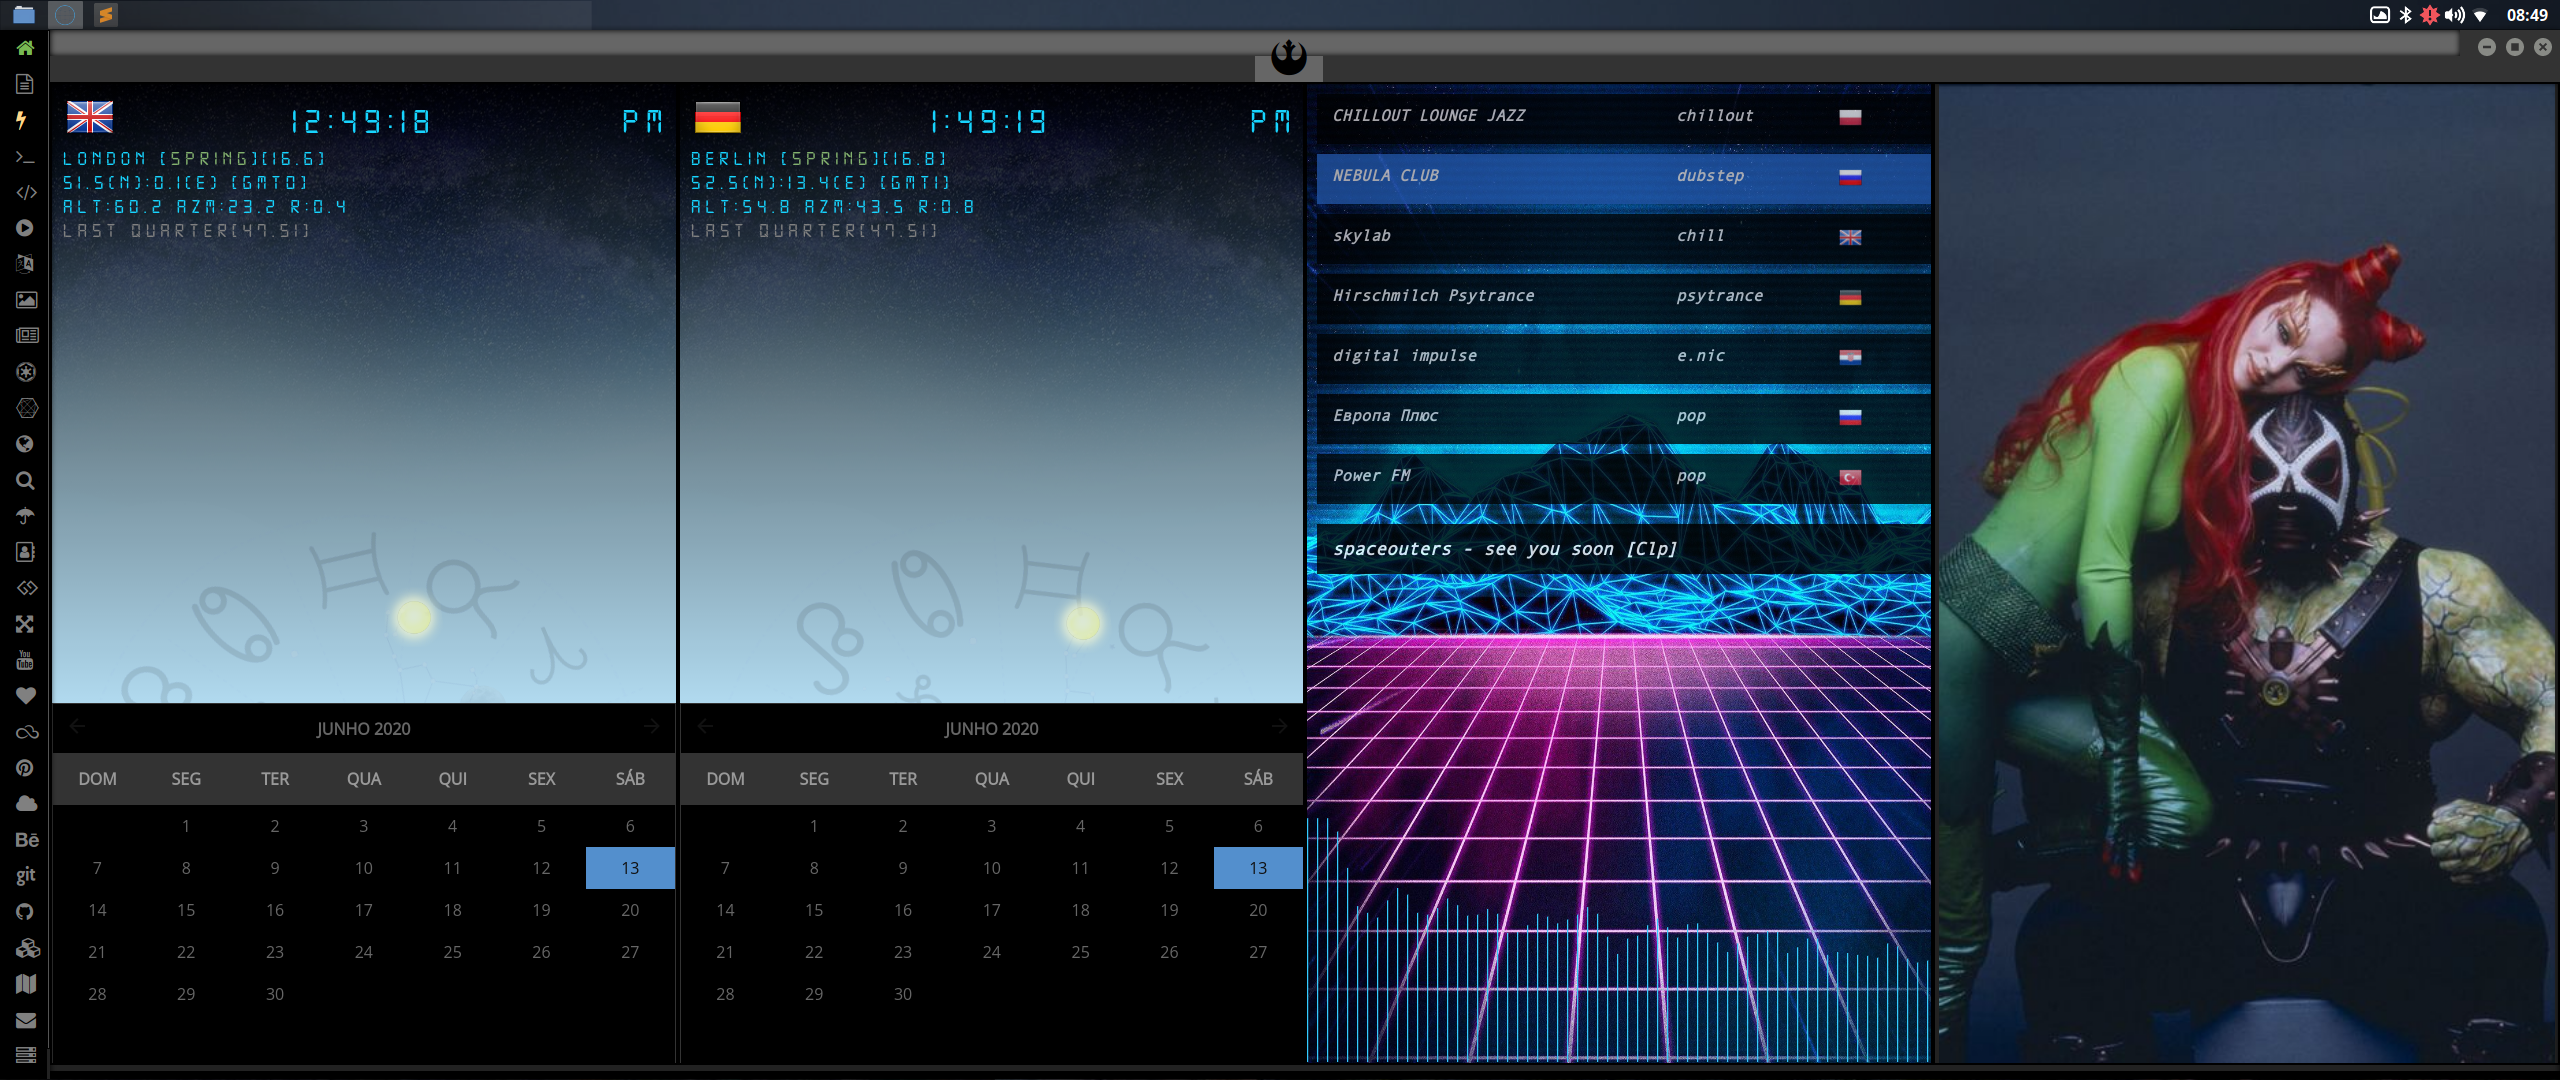 08:49
12:49:18 PM
LONDON [SPRING][16.6]
51.5(N):0.1(E) [GMT0]
ALT:60.2 AZM:23.2 R:0.4
LAST QUARTER[47.51]
JUNHO 2020
DOM SEG TER QUA QUI SEX SÁB
1 2 3 4 5 6
7 8 9 10 11 12 13
14 15 16 17 18 19 20
21 22 23 24 25 26 27
28 29 30
1:49:19 PM
BERLIN [SPRING][16.8]
52.5(N):13.4(E) [GMT1]
ALT:54.8 AZM:43.5 R:0.8
LAST QUARTER[47.51]
JUNHO 2020
DOM SEG TER QUA QUI SEX SÁB
1 2 3 4 5 6
7 8 9 10 11 12 13
14 15 16 17 18 19 20
21 22 23 24 25 26 27
28 29 30
CHILLOUT LOUNGE JAZZ chillout
NEBULA CLUB dubstep
skylab chill
Hirschmilch Psytrance psytrance
digital impulse e.nic
Европа Плюс pop
Power FM pop
spaceouters - see you soon [Clp]
You
Tube
Bē
git